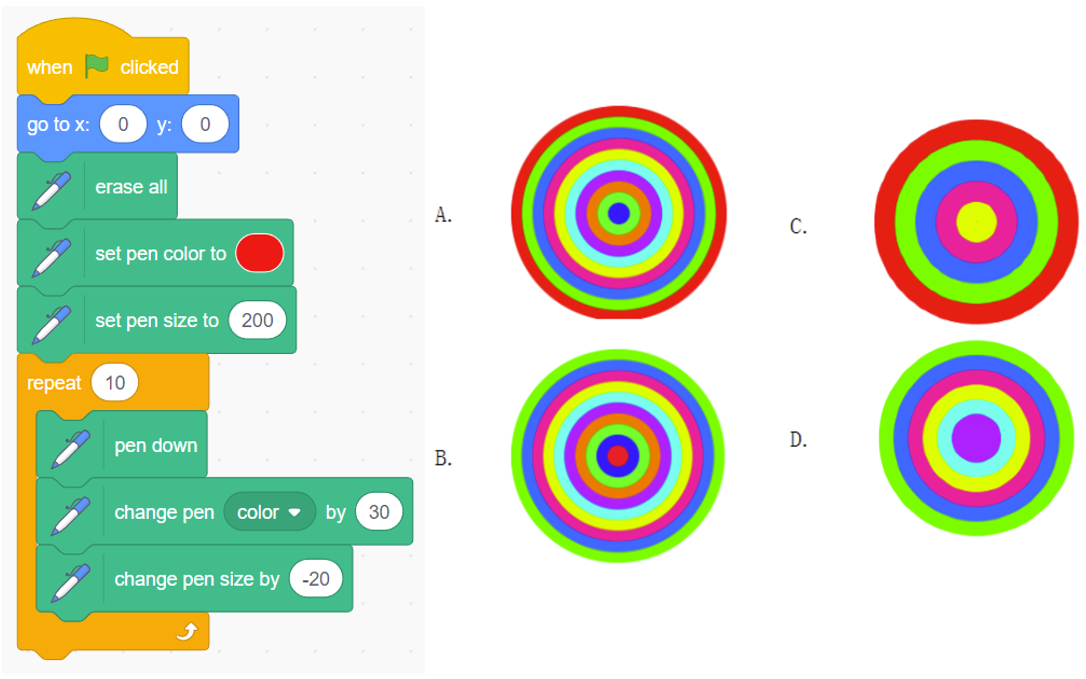 when clicked
go to x: 0 y: 0
erase all
set pen color to
set pen size to 200
repeat 10
pen down
change pen color by 30
change pen size by -20
A.
B.
C.
D.